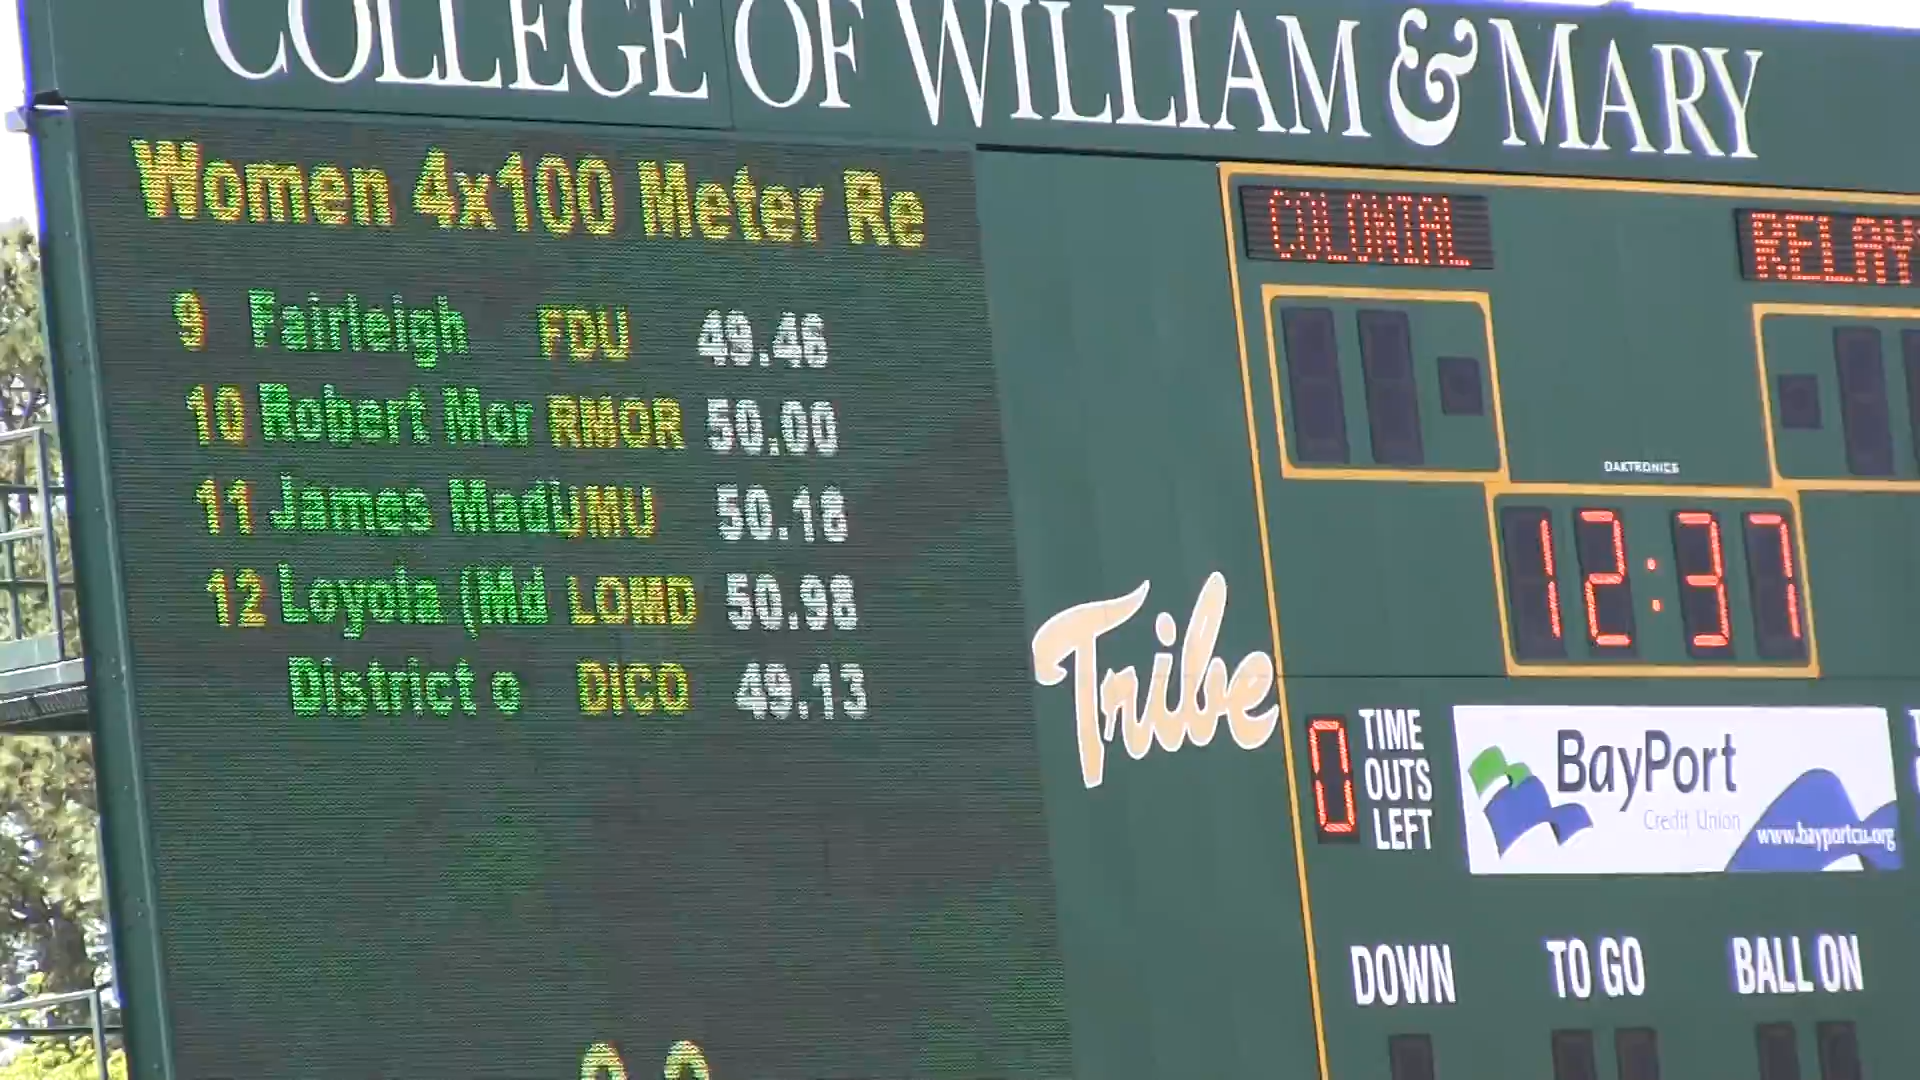 COLLEGE OF WILLIAM & MARY
Women 4x100 Meter Re
9 Fairleigh FDU 49.46
10 Robert Mor RMOR 50.00
11 James MadiJMU 50.18
12 Loyola (Md LOMD 50.98
District o DICO 49.13
COLONIAL
RELAY
DAKTRONICS
12:37
Tribe
0
TIME
OUTS
LEFT
BayPort
Credit Union
www.bayportcu.org
DOWN
TO GO
BALL ON